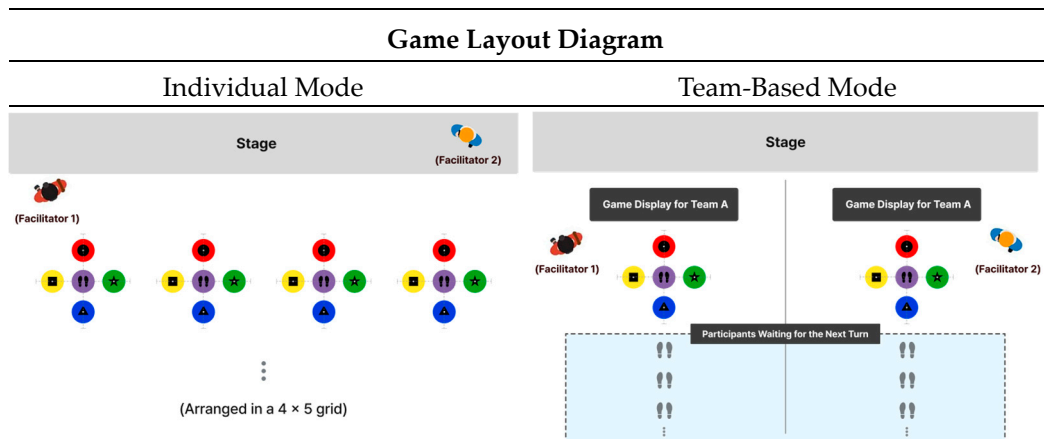 Game Layout Diagram
Individual Mode
Team-Based Mode
Stage
(Facilitator 2)
(Facilitator 1)
(Arranged in a 4 × 5 grid)
Stage
Game Display for Team A
Game Display for Team A
(Facilitator 1)
(Facilitator 2)
Participants Waiting for the Next Turn